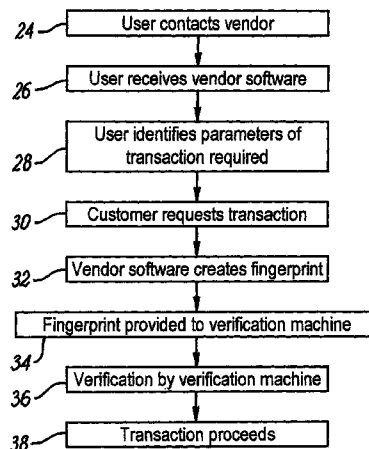 24 User contacts vendor
26 User receives vendor software
28 User identifies parameters of
transaction required
30 Customer requests transaction
32 Vendor software creates fingerprint
34 Fingerprint provided to verification machine
36 Verification by verification machine
38 Transaction proceeds